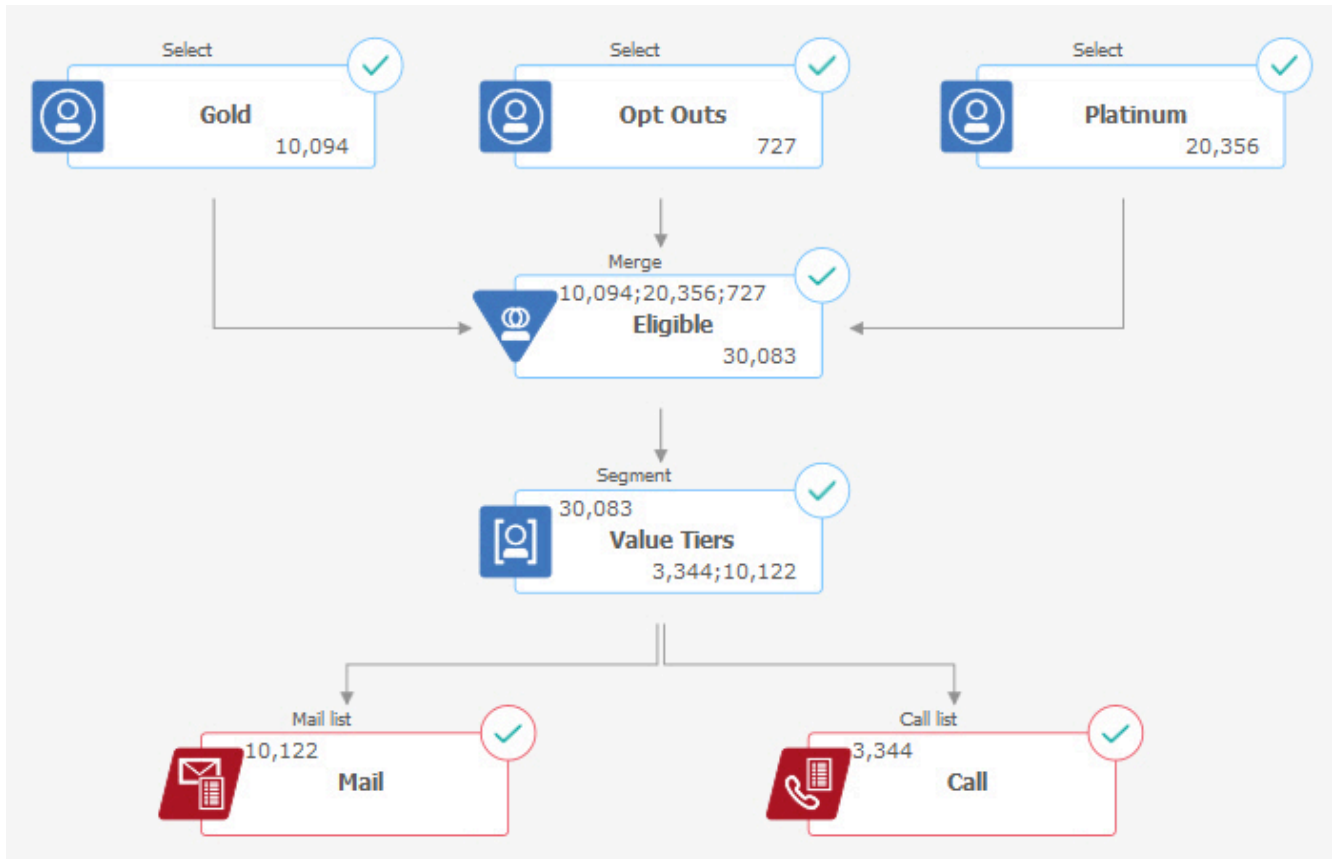 Select
Gold
10,094
Select
Opt Outs
727
Select
Platinum
20,356
Merge
10,094;20,356;727
Eligible
30,083
Segment
30,083
Value Tiers
3,344;10,122
Mail list
10,122
Mail
Call list
3,344
Call